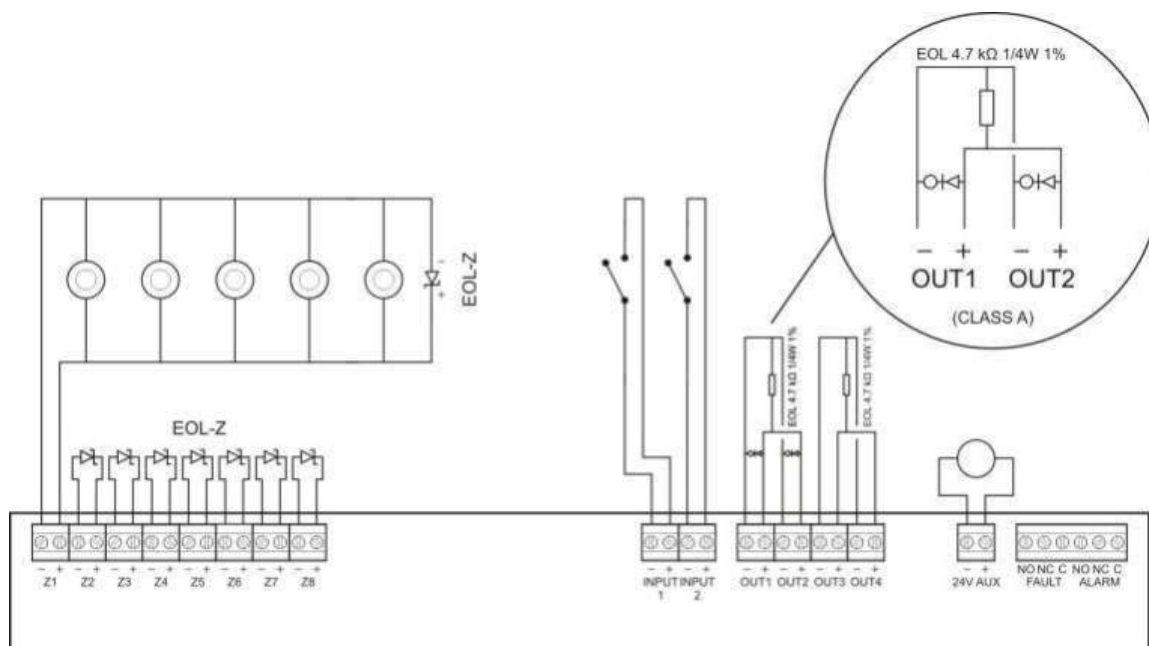 EOL 4.7 kΩ 1/4W 1%
− + − +
OUT1 OUT2
(CLASS A)
-
+
EOL-Z
EOL-Z
EOL 4.7 kΩ 1/4W 1%
EOL 4.7 kΩ 1/4W 1%
− + − + − + − + − + − + − + − +
Z1 Z2 Z3 Z4 Z5 Z6 Z7 Z8
− + − +
INPUT INPUT
1 2
− + − + − + − +
OUT1 OUT2 OUT3 OUT4
− +
24V AUX
NO NC C NO NC C
FAULT ALARM